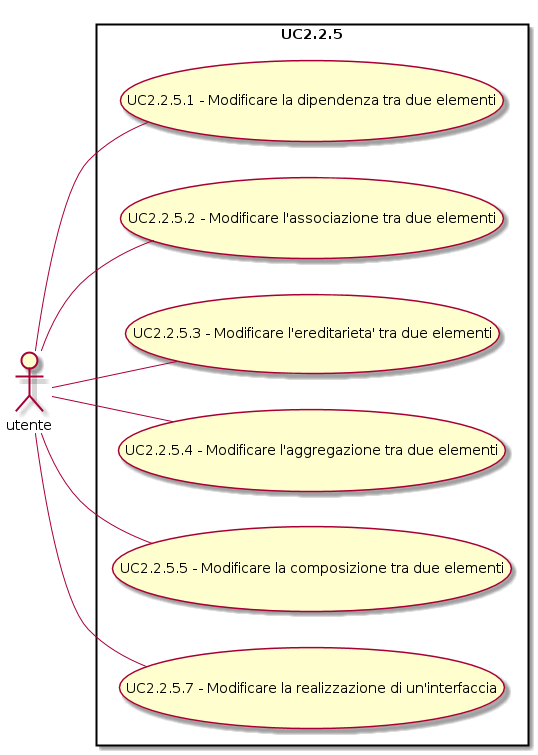 UC2.2.5
UC2.2.5.1 - Modificare la dipendenza tra due elementi
UC2.2.5.2 - Modificare l'associazione tra due elementi
UC2.2.5.3 - Modificare l'ereditarieta' tra due elementi
utente
UC2.2.5.4 - Modificare l'aggregazione tra due elementi
UC2.2.5.5 - Modificare la composizione tra due elementi
UC2.2.5.7 - Modificare la realizzazione di un'interfaccia